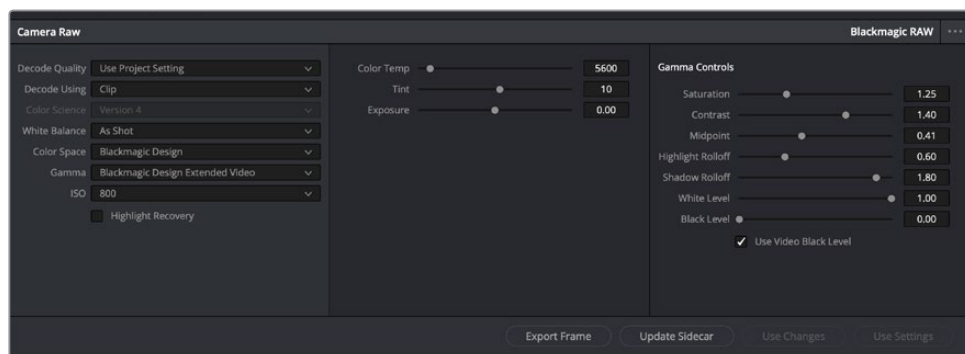 Camera Raw
Blackmagic RAW
Decode Quality Use Project Setting
Decode Using Clip
Color Science Version 4
White Balance As Shot
Color Space Blackmagic Design
Gamma Blackmagic Design Extended Video
ISO 800
Highlight Recovery
Color Temp 5600
Tint 10
Exposure 0.00
Gamma Controls
Saturation 1.25
Contrast 1.40
Midpoint 0.41
Highlight Rolloff 0.60
Shadow Rolloff 1.80
White Level 1.00
Black Level 0.00
Use Video Black Level
Export Frame
Update Sidecar
Use Changes
Use Settings